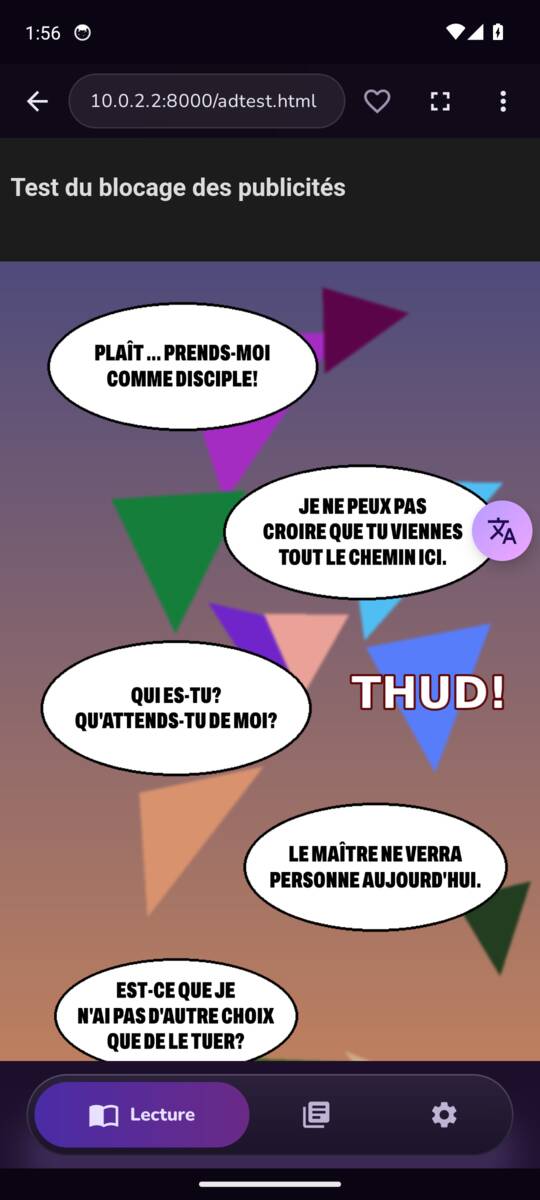 1:56
10.0.2.2:8000/adtest.html
Test du blocage des publicités
PLAÎT... PRENDS-MOI
COMME DISCIPLE!
JE NE PEUX PAS
CROIRE QUE TU VIENNES
TOUT LE CHEMIN ICI.
QUI ES-TU?
QU'ATTENDS-TU DE MOI?
THUD!
LE MAÎTRE NE VERRA
PERSONNE AUJOURD'HUI.
EST-CE QUE JE
N'AI PAS D'AUTRE CHOIX
QUE DE LE TUER?
Lecture